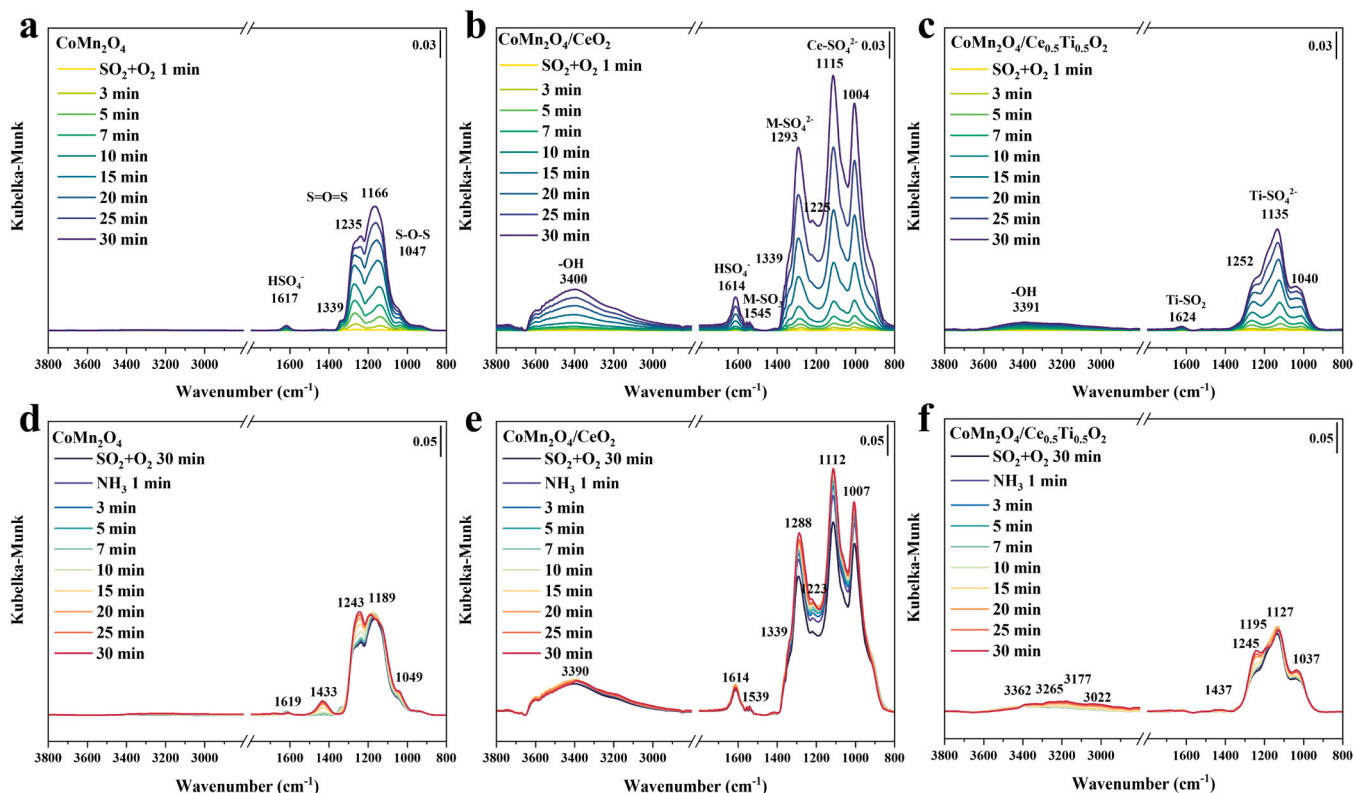 a
CoMn₂O₄
0.03
SO₂+O₂ 1 min
3 min
5 min
7 min
10 min
15 min
20 min
25 min
30 min
S=O=S
1166
1235
S-O-S
1047
HSO₄⁻
1617
1339
Kubelka-Munk
3800 3400 3000 1600 1400 1200 1000 800
Wavenumber (cm⁻¹)
b
CoMn₂O₄/CeO₂
Ce-SO₄²⁻ 0.03
SO₂+O₂ 1 min
3 min
5 min
7 min
10 min
15 min
20 min
25 min
30 min
1115
1004
M-SO₄²⁻
1293
1225
1339
-OH
3400
HSO₄⁻
1614
M-SO₃
1545
Kubelka-Munk
3800 3400 3000 1600 1400 1200 1000 800
Wavenumber (cm⁻¹)
c
CoMn₂O₄/Ce₀.₅Ti₀.₅O₂
0.03
SO₂+O₂ 1 min
3 min
5 min
7 min
10 min
15 min
20 min
25 min
30 min
Ti-SO₄²⁻
1135
1252
1040
-OH
3391
Ti-SO₂
1624
Kubelka-Munk
3800 3400 3000 1600 1400 1200 1000 800
Wavenumber (cm⁻¹)
d
CoMn₂O₄
0.05
SO₂+O₂ 30 min
NH₃ 1 min
3 min
5 min
7 min
10 min
15 min
20 min
25 min
30 min
1243
1189
1049
1619
1433
Kubelka-Munk
3800 3400 3000 1600 1400 1200 1000 800
Wavenumber (cm⁻¹)
e
CoMn₂O₄/CeO₂
0.05
SO₂+O₂ 30 min
NH₃ 1 min
3 min
5 min
7 min
10 min
15 min
20 min
25 min
30 min
1112
1007
1288
1223
1339
3390
1614
1539
Kubelka-Munk
3800 3400 3000 1600 1400 1200 1000 800
Wavenumber (cm⁻¹)
f
CoMn₂O₄/Ce₀.₅Ti₀.₅O₂
0.05
SO₂+O₂ 30 min
NH₃ 1 min
3 min
5 min
7 min
10 min
15 min
20 min
25 min
30 min
1127
1195
1245
1037
1437
3362
3265
3177
3022
Kubelka-Munk
3800 3400 3000 1600 1400 1200 1000 800
Wavenumber (cm⁻¹)